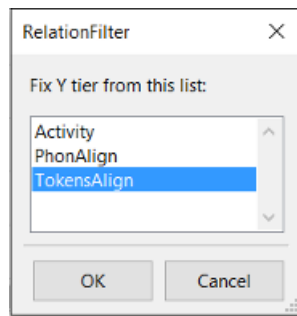 RelationFilter
Fix Y tier from this list:
Activity
PhonAlign
TokensAlign
OK Cancel